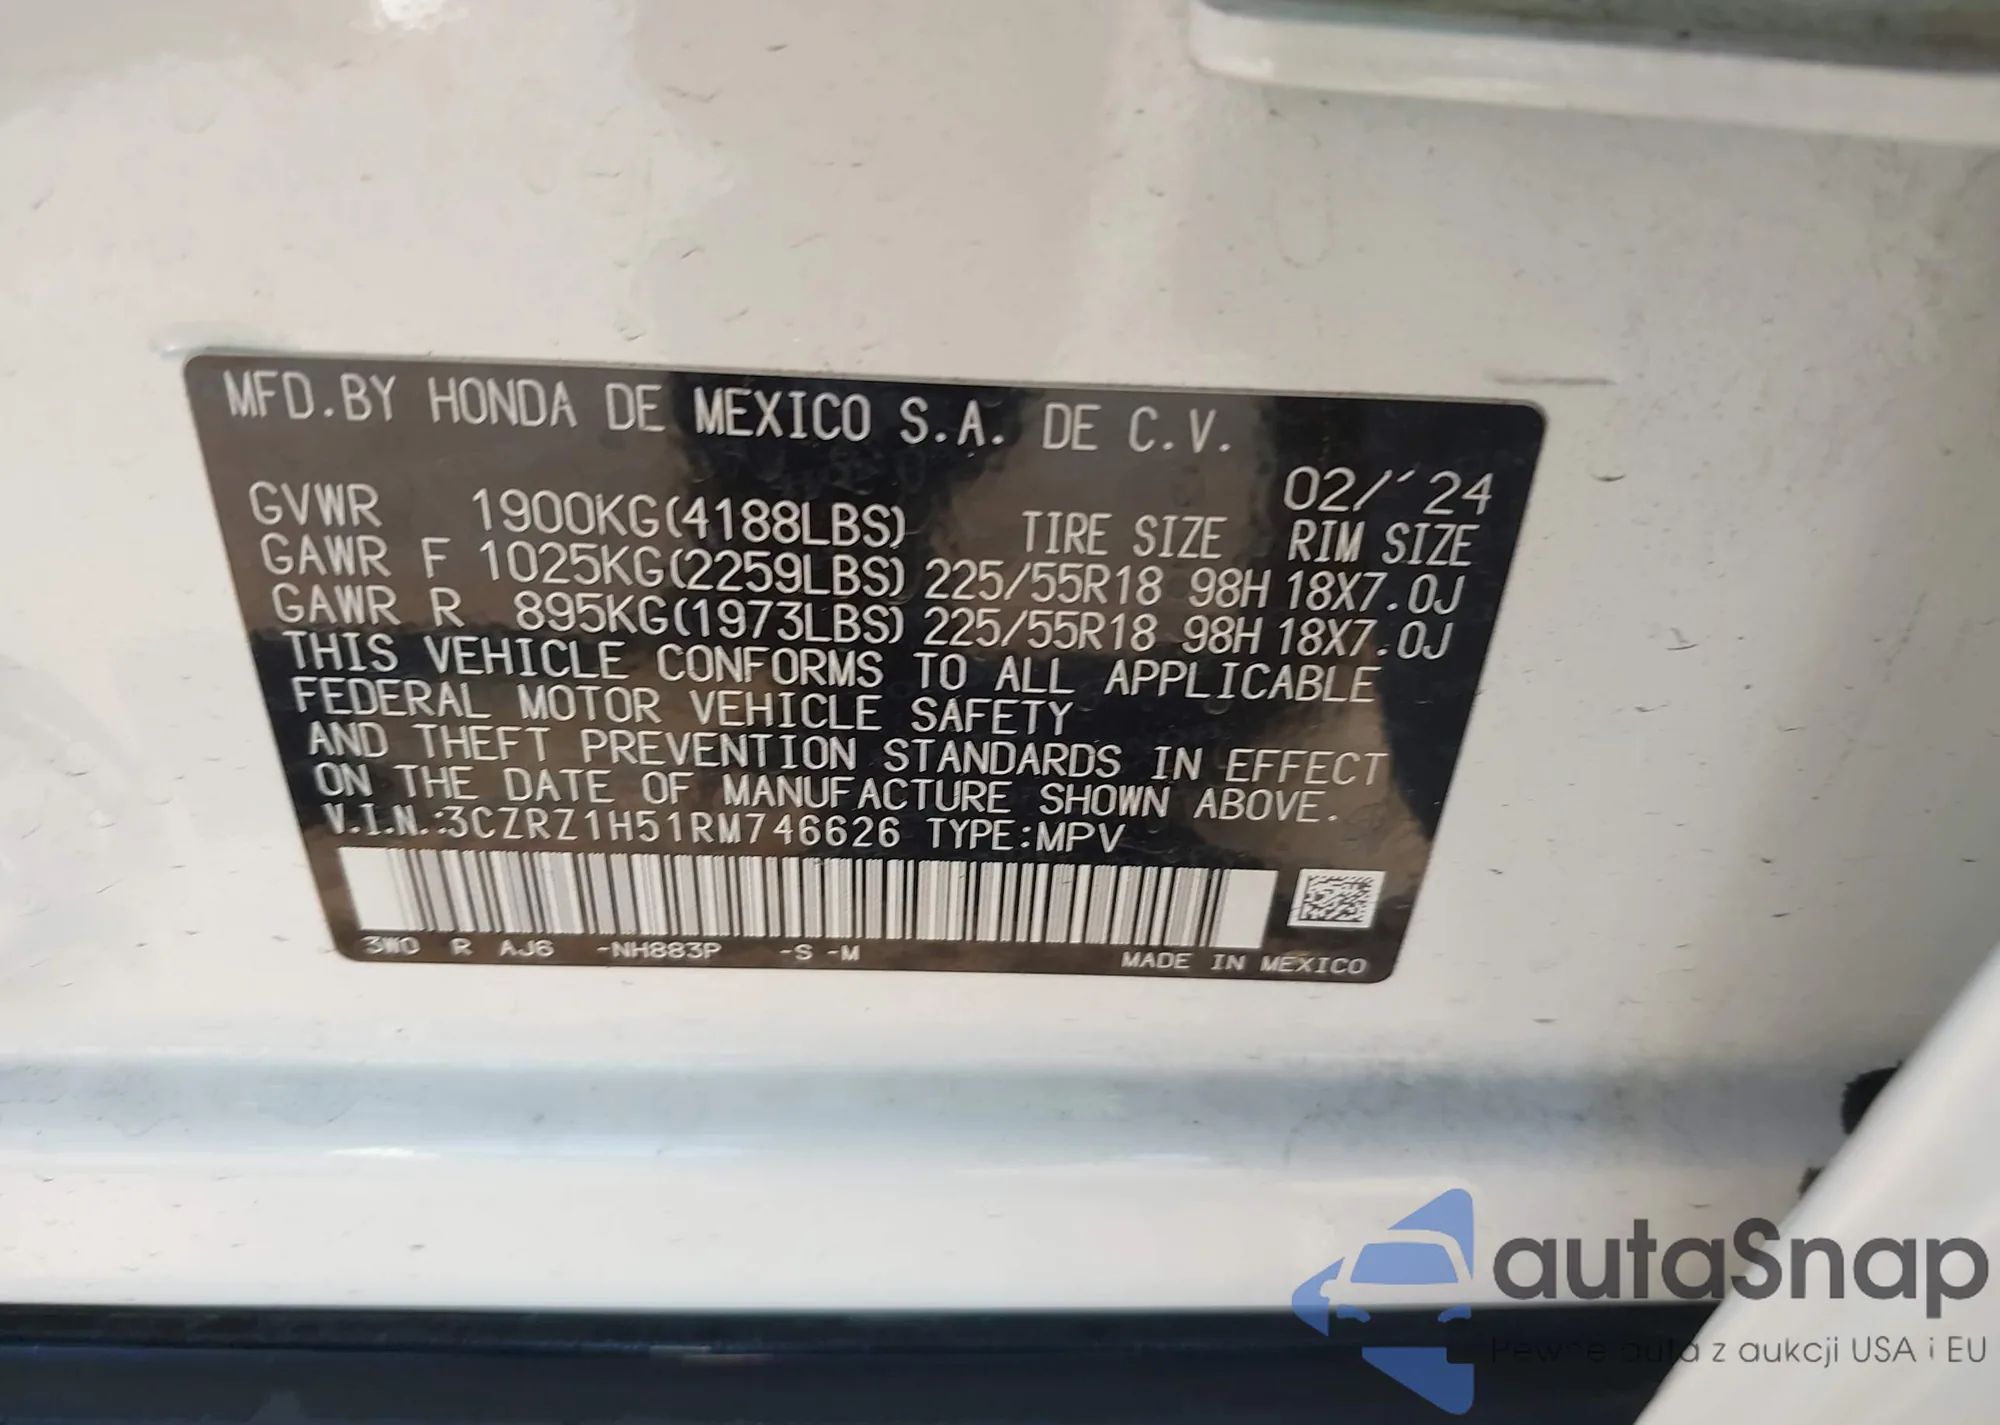 MFD.BY HONDA DE MEXICO S.A. DE C.V.
02/´24
GVWR 1900KG(4188LBS) TIRE SIZE RIM SIZE
GAWR F 1025KG(2259LBS) 225/55R18 98H 18X7.0J
GAWR R 895KG(1973LBS) 225/55R18 98H 18X7.0J
THIS VEHICLE CONFORMS TO ALL APPLICABLE
FEDERAL MOTOR VEHICLE SAFETY
AND THEFT PREVENTION STANDARDS IN EFFECT
ON THE DATE OF MANUFACTURE SHOWN ABOVE.
V.I.N.:3CZRZ1H51RM746626 TYPE:MPV
3WO R AJ6 -NH883P -S -M MADE IN MEXICO
autaSnap
Pewne auta z aukcji USA i EU